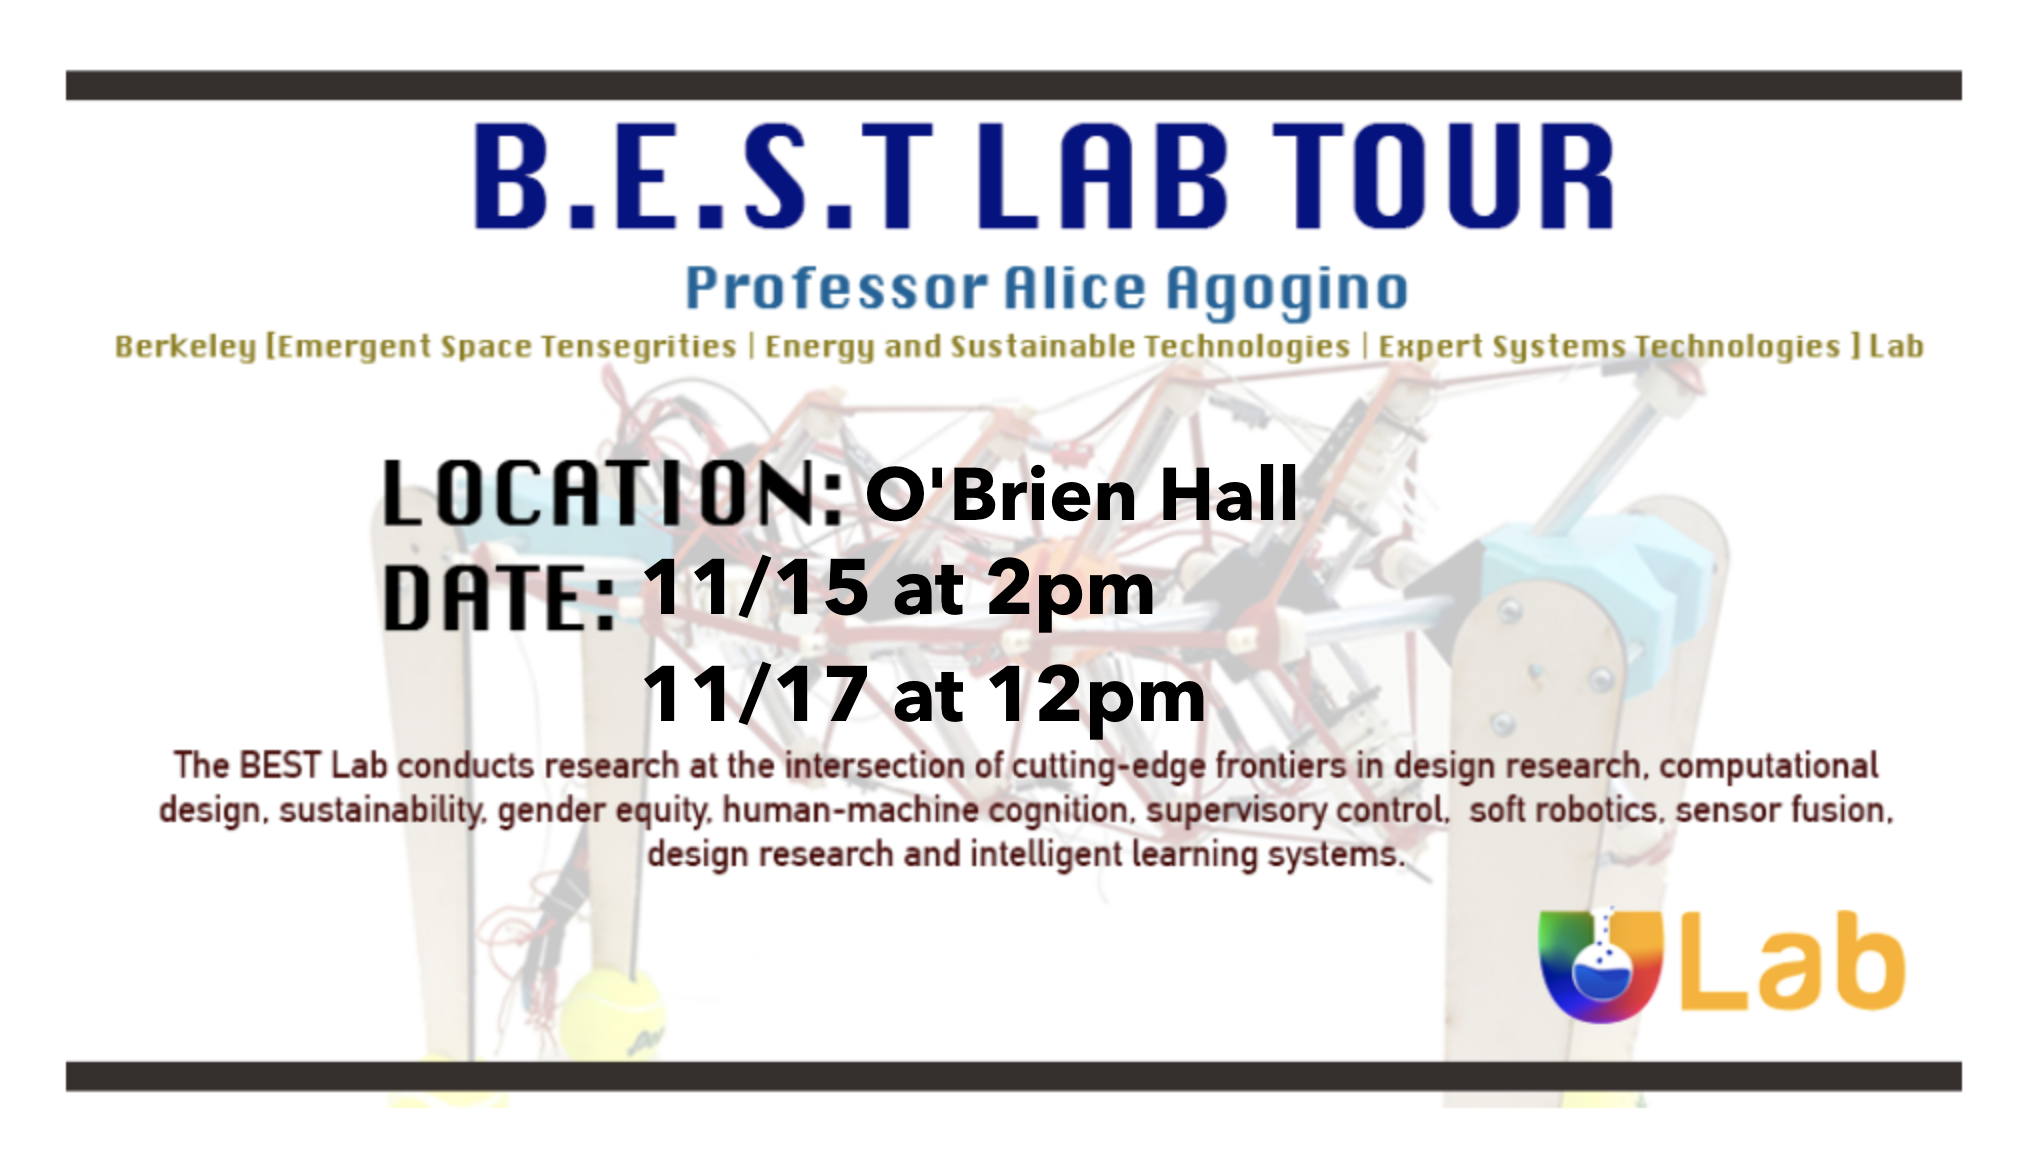 B.E.S.T LAB TOUR
Professor Alice Agogino
Berkeley [Emergent Space Tensegrities | Energy and Sustainable Technologies | Expert Systems Technologies ] Lab
LOCATION: O'Brien Hall
DATE: 11/15 at 2pm
11/17 at 12pm
The BEST Lab conducts research at the intersection of cutting-edge frontiers in design research, computational
design, sustainability, gender equity, human-machine cognition, supervisory control,  soft robotics, sensor fusion,
design research and intelligent learning systems.
U Lab